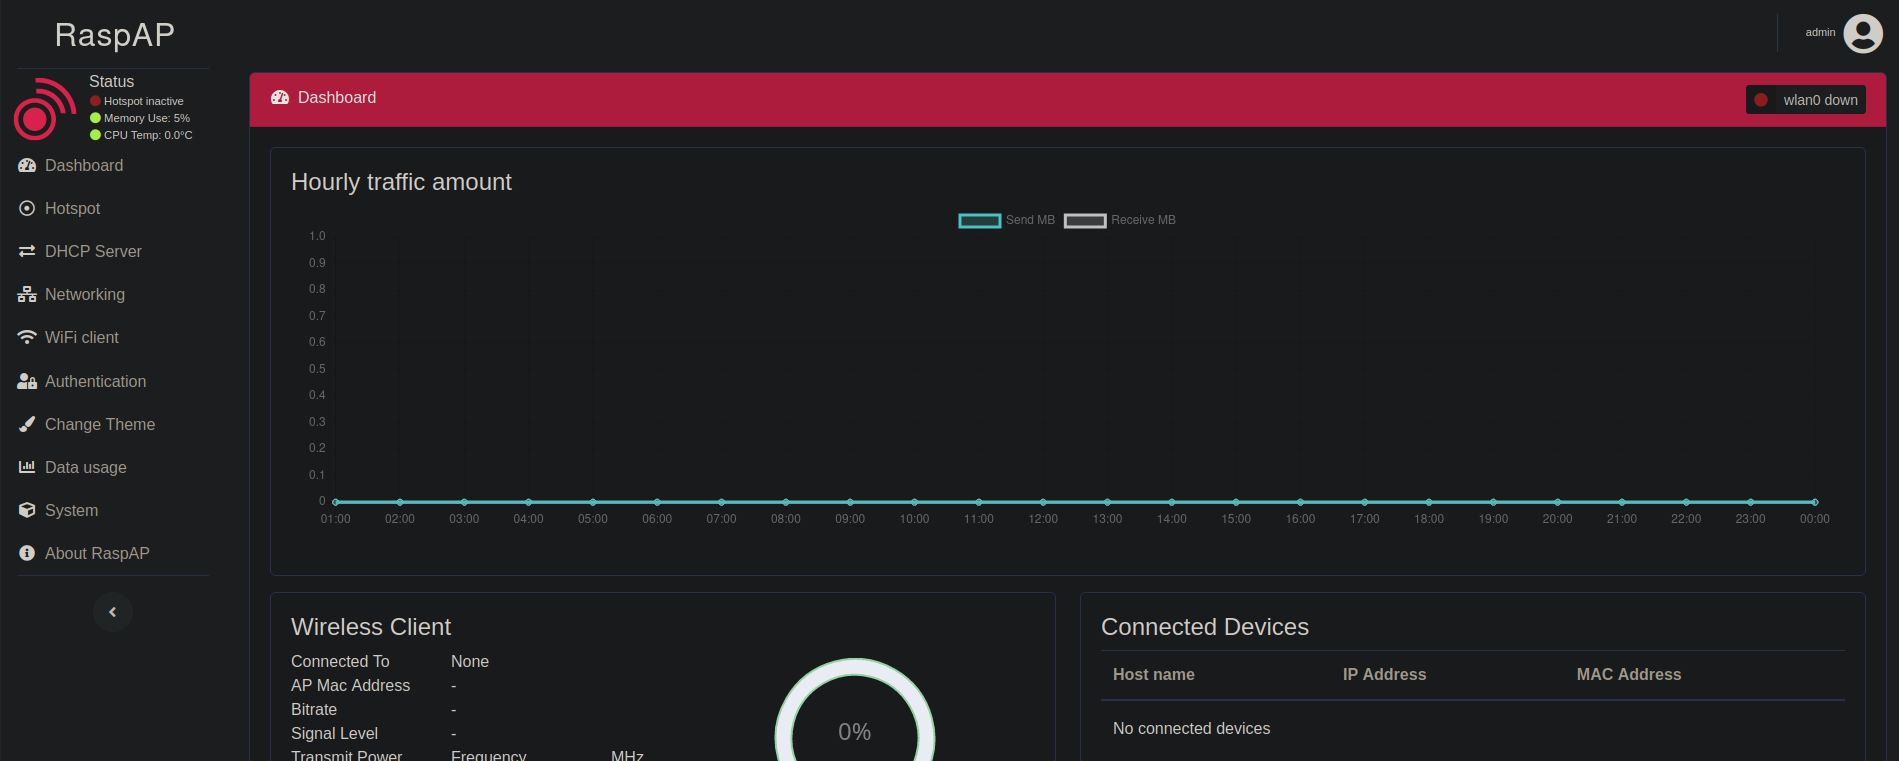 RaspAP
admin
Status
Hotspot inactive
Memory Use: 5%
CPU Temp: 0.0°C
Dashboard
Hotspot
DHCP Server
Networking
WiFi client
Authentication
Change Theme
Data usage
System
About RaspAP
Dashboard
wlan0 down
Hourly traffic amount
Send MB Receive MB
1.0
0.9
0.8
0.7
0.6
0.5
0.4
0.3
0.2
0.1
0
01:00 02:00 03:00 04:00 05:00 06:00 07:00 08:00 09:00 10:00 11:00 12:00 13:00 14:00 15:00 16:00 17:00 18:00 19:00 20:00 21:00 22:00 23:00 00:00
Wireless Client
Connected To None
AP Mac Address -
Bitrate -
Signal Level -
Transmit Power Frequency MHz
0%
Connected Devices
Host name IP Address MAC Address
No connected devices